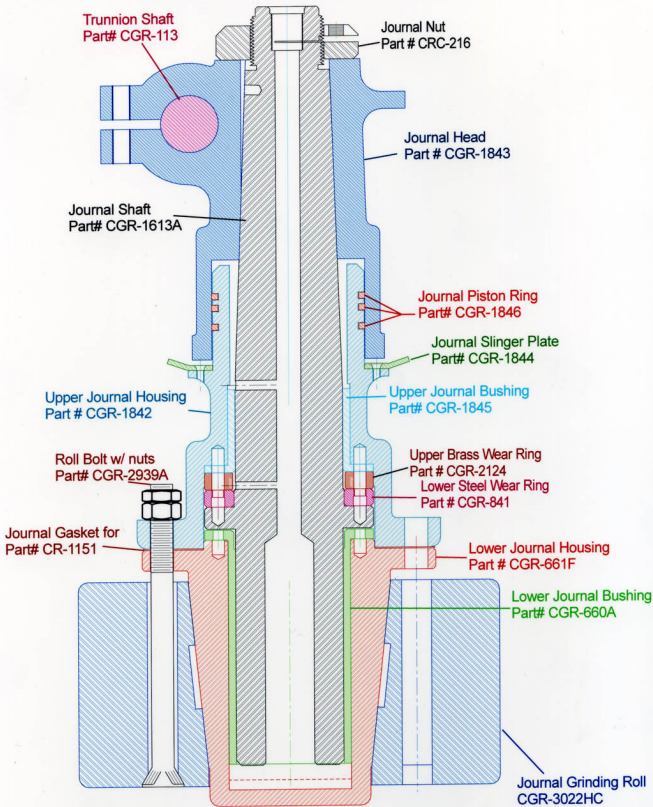 Trunnion Shaft
Part# CGR-113
Journal Nut
Part # CRC-216
Journal Head
Part # CGR-1843
Journal Shaft
Part# CGR-1613A
Journal Piston Ring
Part# CGR-1846
Journal Slinger Plate
Part# CGR-1844
Upper Journal Housing
Part # CGR-1842
Upper Journal Bushing
Part# CGR-1845
Roll Bolt w/ nuts
Part# CGR-2939A
Upper Brass Wear Ring
Part # CGR-2124
Lower Steel Wear Ring
Part # CGR-841
Journal Gasket for
Part# CR-1151
Lower Journal Housing
Part # CGR-661F
Lower Journal Bushing
Part# CGR-660A
Journal Grinding Roll
CGR-3022HC